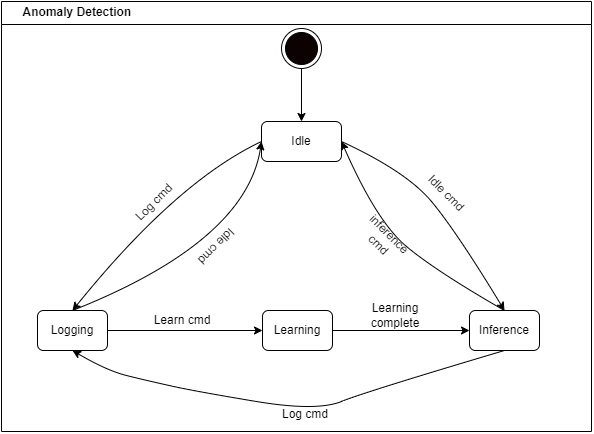 Anomaly Detection
Idle
Log cmd
Idle cmd
Idle cmd
inference
cmd
Logging
Learn cmd
Learning
Learning
complete
Inference
Log cmd